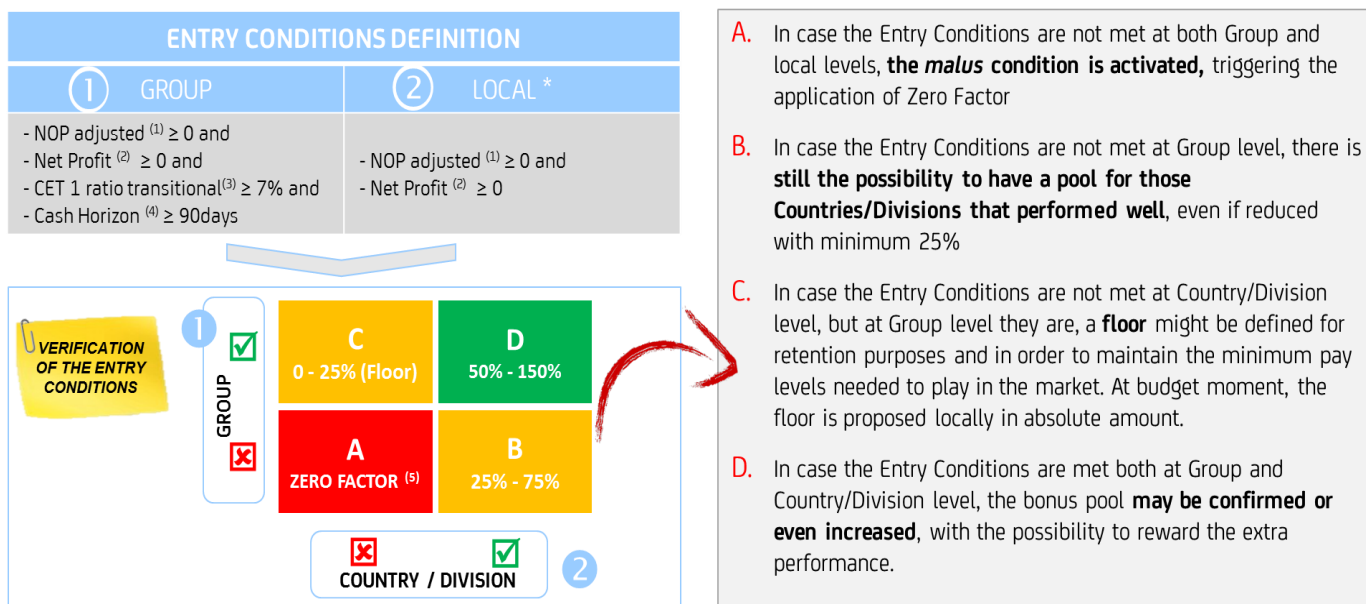 ENTRY CONDITIONS DEFINITION
1 GROUP
2 LOCAL *
- NOP adjusted (1) ≥ 0 and
- Net Profit (2) ≥ 0 and
- CET 1 ratio transitional(3) ≥ 7% and
- Cash Horizon (4) ≥ 90days
- NOP adjusted (1) ≥ 0 and
- Net Profit (2) ≥ 0
VERIFICATION
OF THE ENTRY
CONDITIONS
1
GROUP
C
0 - 25% (Floor)
D
50% - 150%
A
ZERO FACTOR (5)
B
25% - 75%
COUNTRY / DIVISION
2
A. In case the Entry Conditions are not met at both Group and
local levels, the malus condition is activated, triggering the
application of Zero Factor
B. In case the Entry Conditions are not met at Group level, there is
still the possibility to have a pool for those
Countries/Divisions that performed well, even if reduced
with minimum 25%
C. In case the Entry Conditions are not met at Country/Division
level, but at Group level they are, a floor might be defined for
retention purposes and in order to maintain the minimum pay
levels needed to play in the market. At budget moment, the
floor is proposed locally in absolute amount.
D. In case the Entry Conditions are met both at Group and
Country/Division level, the bonus pool may be confirmed or
even increased, with the possibility to reward the extra
performance.